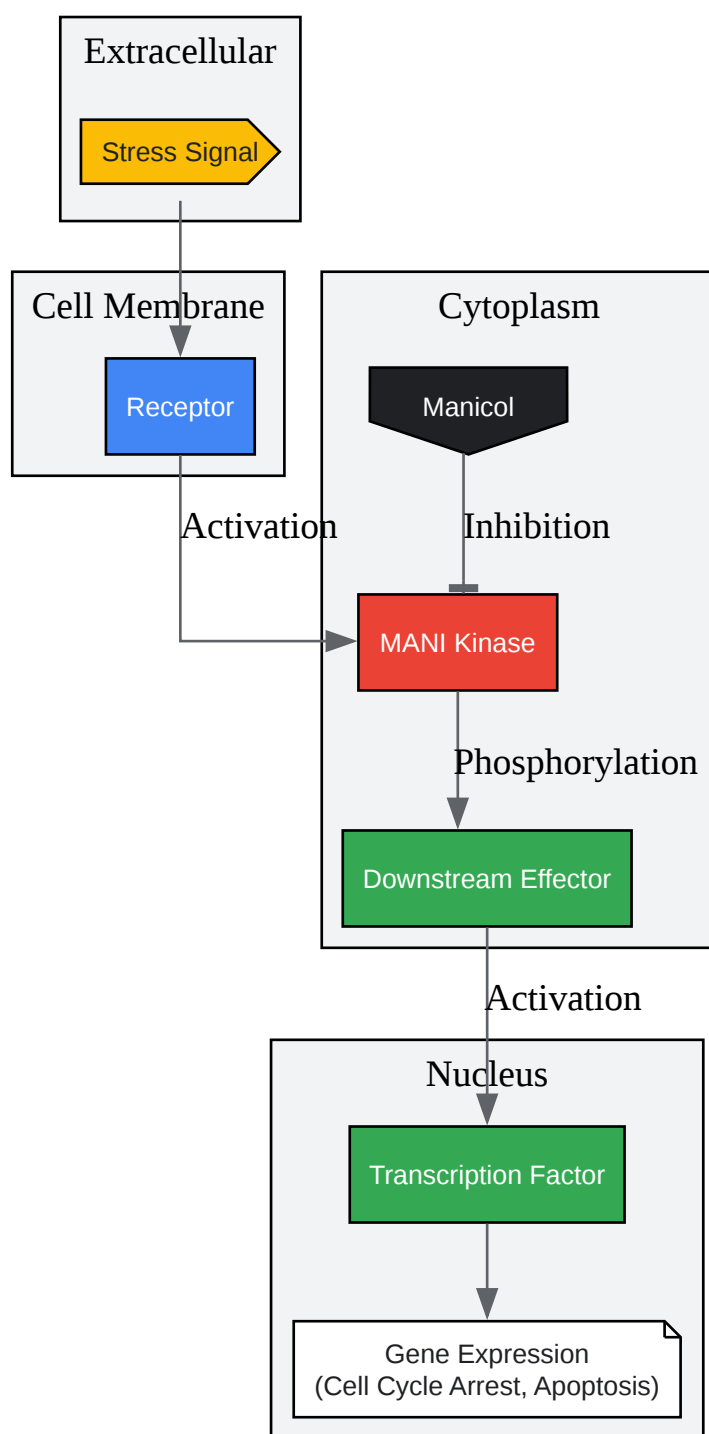 Extracellular
Stress Signal
Cell Membrane
Cytoplasm
Receptor
Manicol
Activation
Inhibition
MANI Kinase
Phosphorylation
Downstream Effector
Activation
Nucleus
Transcription Factor
Gene Expression
(Cell Cycle Arrest, Apoptosis)